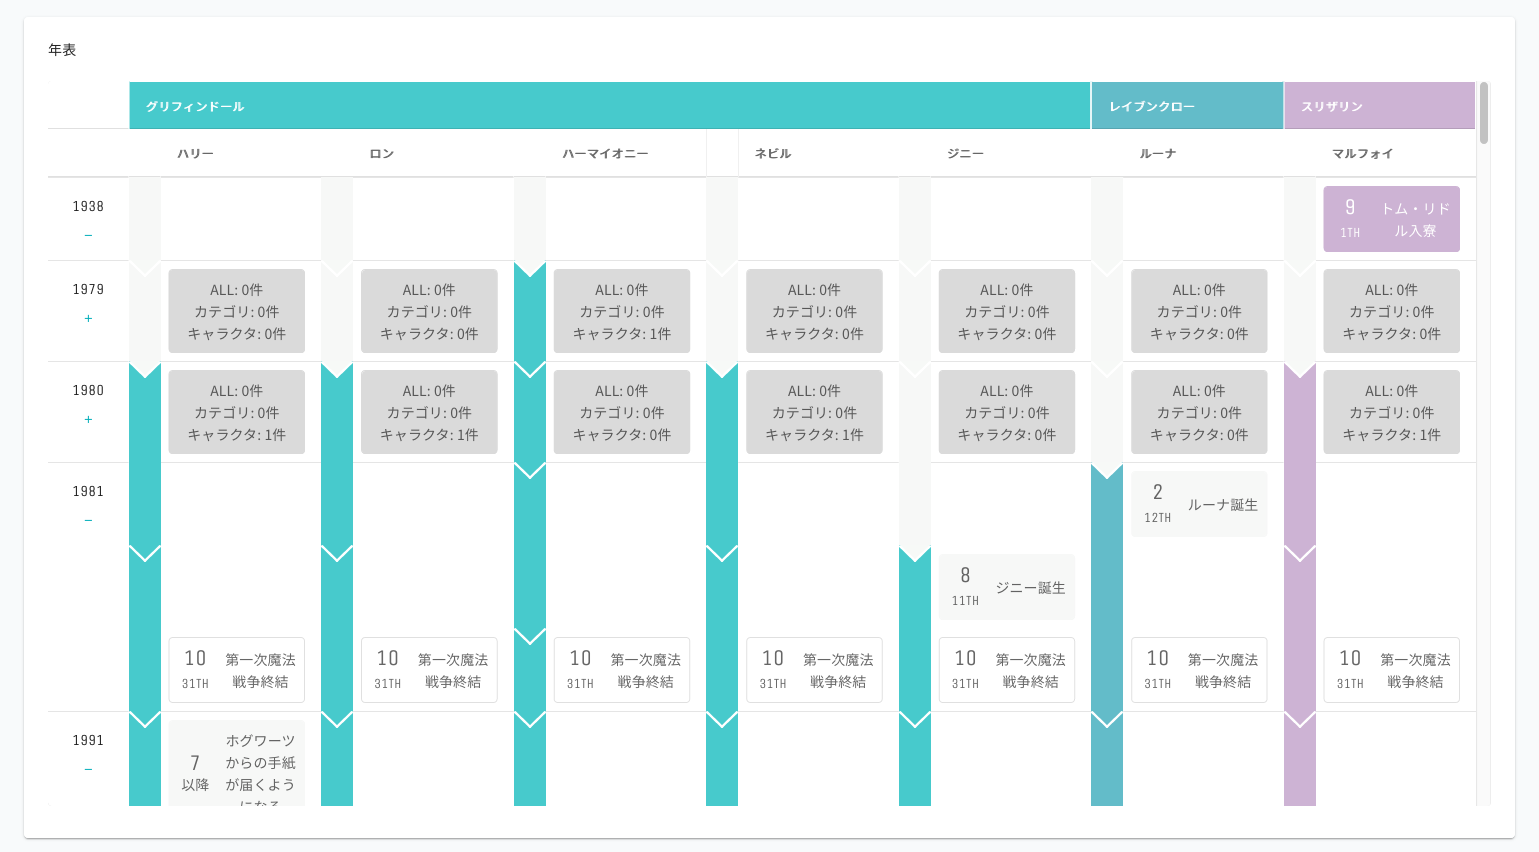 年表
グリフィンドール レイブンクロー スリザリン
ハリー ロン ハーマイオニー ネビル ジニー ルーナ マルフォイ
1938
−
9
1TH
トム・リド
ル入寮
1979
+
ALL: 0件
カテゴリ: 0件
キャラクタ: 0件
ALL: 0件
カテゴリ: 0件
キャラクタ: 0件
ALL: 0件
カテゴリ: 0件
キャラクタ: 1件
ALL: 0件
カテゴリ: 0件
キャラクタ: 0件
ALL: 0件
カテゴリ: 0件
キャラクタ: 0件
ALL: 0件
カテゴリ: 0件
キャラクタ: 0件
ALL: 0件
カテゴリ: 0件
キャラクタ: 0件
1980
+
ALL: 0件
カテゴリ: 0件
キャラクタ: 1件
ALL: 0件
カテゴリ: 0件
キャラクタ: 1件
ALL: 0件
カテゴリ: 0件
キャラクタ: 0件
ALL: 0件
カテゴリ: 0件
キャラクタ: 1件
ALL: 0件
カテゴリ: 0件
キャラクタ: 0件
ALL: 0件
カテゴリ: 0件
キャラクタ: 0件
ALL: 0件
カテゴリ: 0件
キャラクタ: 1件
1981
−
2
12TH
ルーナ誕生
8
11TH
ジニー誕生
10
31TH
第一次魔法
戦争終結
10
31TH
第一次魔法
戦争終結
10
31TH
第一次魔法
戦争終結
10
31TH
第一次魔法
戦争終結
10
31TH
第一次魔法
戦争終結
10
31TH
第一次魔法
戦争終結
10
31TH
第一次魔法
戦争終結
1991
−
7
以降
ホグワーツ
からの手紙
が届くよう
になる